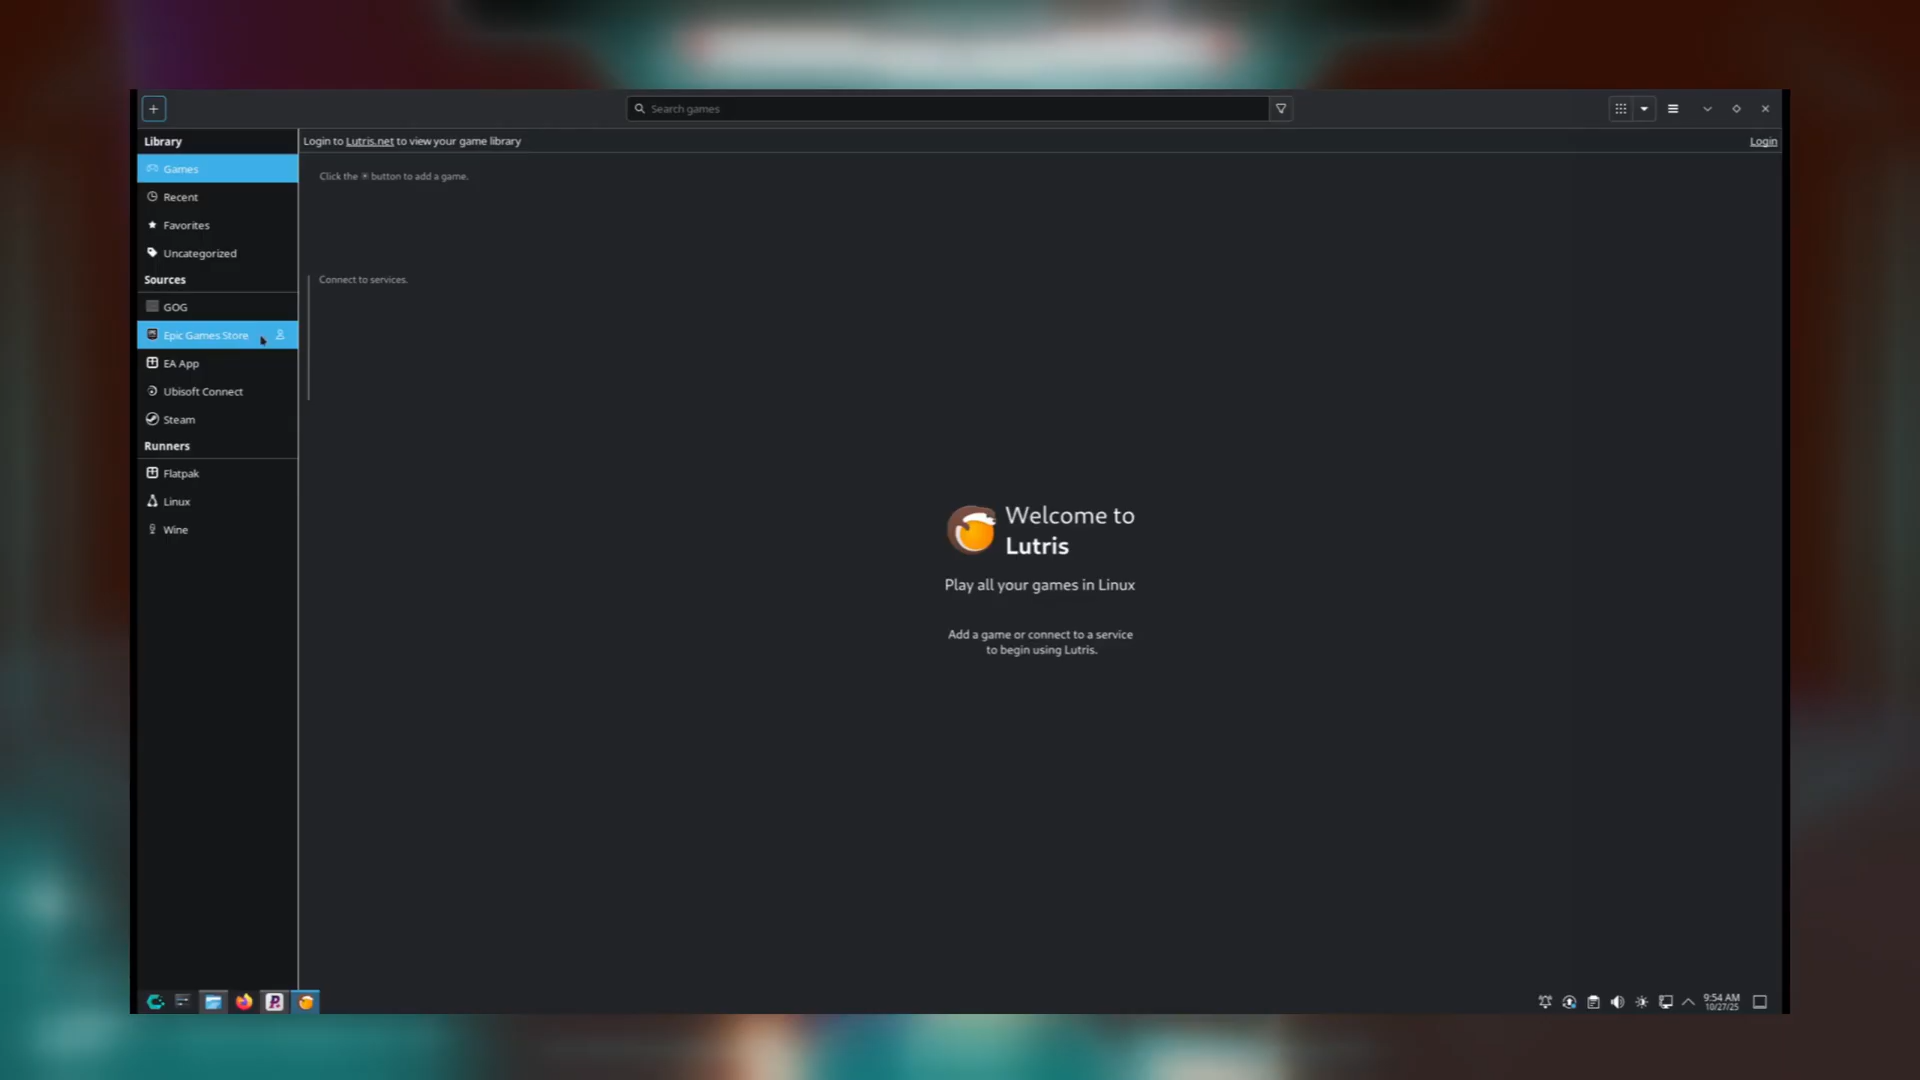 Search games
Library
Games
Recent
Favorites
Uncategorized
Sources
GOG
Epic Games Store
EA App
Ubisoft Connect
Steam
Runners
Flatpak
Linux
Wine
Login to Lutris.net to view your game library
Login
Click the + button to add a game.
Connect to services.
Welcome to
Lutris
Play all your games in Linux
Add a game or connect to a service
to begin using Lutris.
9:54 AM
10/27/25